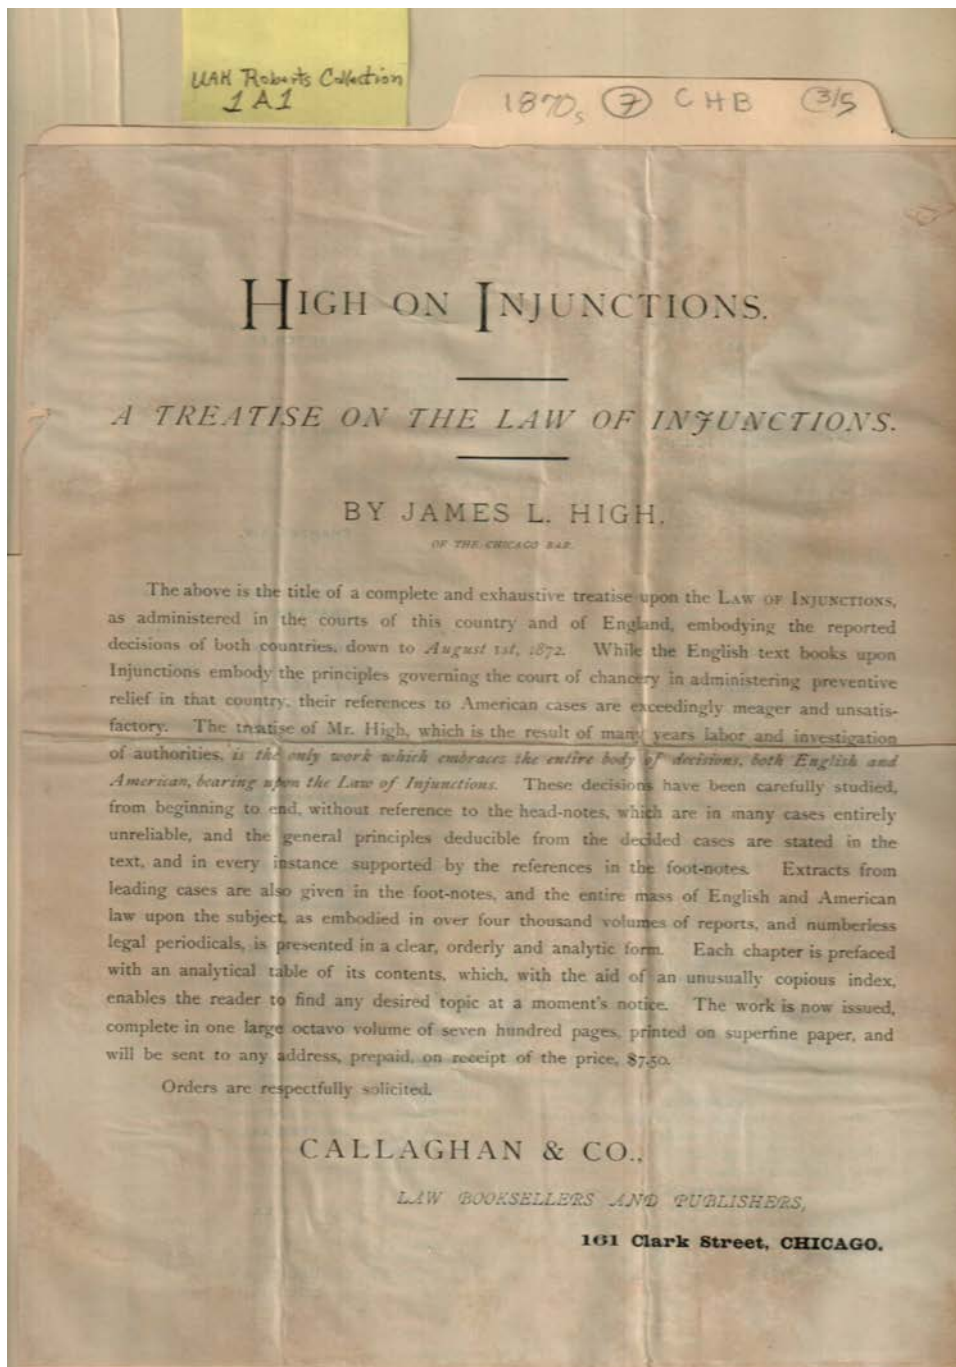 UAH Roberts Collection
1A1
1870s 7 CHB 3/5
HIGH ON INJUNCTIONS.
A TREATISE ON THE LAW OF INJUNCTIONS.
BY JAMES L. HIGH.
OF THE CHICAGO BAR.
The above is the title of a complete and exhaustive treatise upon the LAW OF INJUNCTIONS,
as administered in the courts of this country and of England, embodying the reported
decisions of both countries, down to August 1st, 1872. While the English text books upon
Injunctions embody the principles governing the court of chancery in administering preventive
relief in that country, their references to American cases are exceedingly meager and unsatis-
factory. The treatise of Mr. High, which is the result of many years labor and investigation
of authorities, is the only work which embraces the entire body of decisions, both English and
American, bearing upon the Law of Injunctions. These decisions have been carefully studied,
from beginning to end, without reference to the head-notes, which are in many cases entirely
unreliable, and the general principles deducible from the decided cases are stated in the
text, and in every instance supported by the references in the foot-notes. Extracts from
leading cases are also given in the foot-notes, and the entire mass of English and American
law upon the subject, as embodied in over four thousand volumes of reports, and numberless
legal periodicals, is presented in a clear, orderly and analytic form. Each chapter is prefaced
with an analytical table of its contents, which, with the aid of an unusually copious index,
enables the reader to find any desired topic at a moment's notice. The work is now issued,
complete in one large octavo volume of seven hundred pages, printed on superfine paper, and
will be sent to any address, prepaid, on receipt of the price, $7.50.
Orders are respectfully solicited.
CALLAGHAN & CO.,
LAW BOOKSELLERS AND PUBLISHERS,
161 Clark Street, CHICAGO.